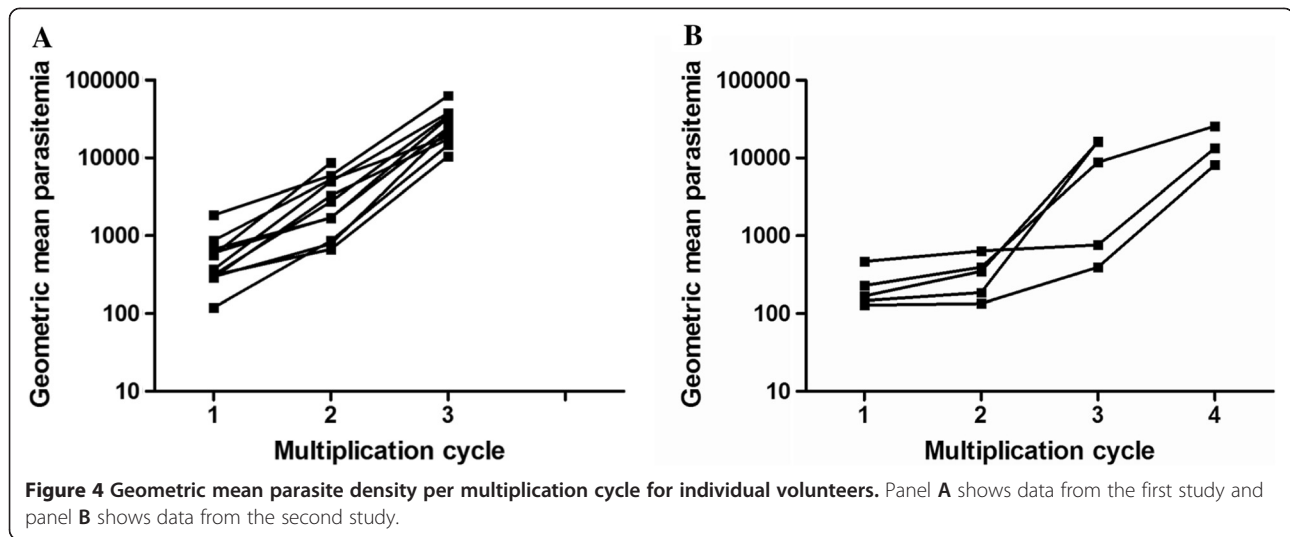 A
Geometric mean parasitemia
100000
10000
1000
100
10
1
2
3
Multiplication cycle
B
Geometric mean parasitemia
100000
10000
1000
100
10
1
2
3
4
Multiplication cycle
Figure 4 Geometric mean parasite density per multiplication cycle for individual volunteers. Panel A shows data from the first study and
panel B shows data from the second study.